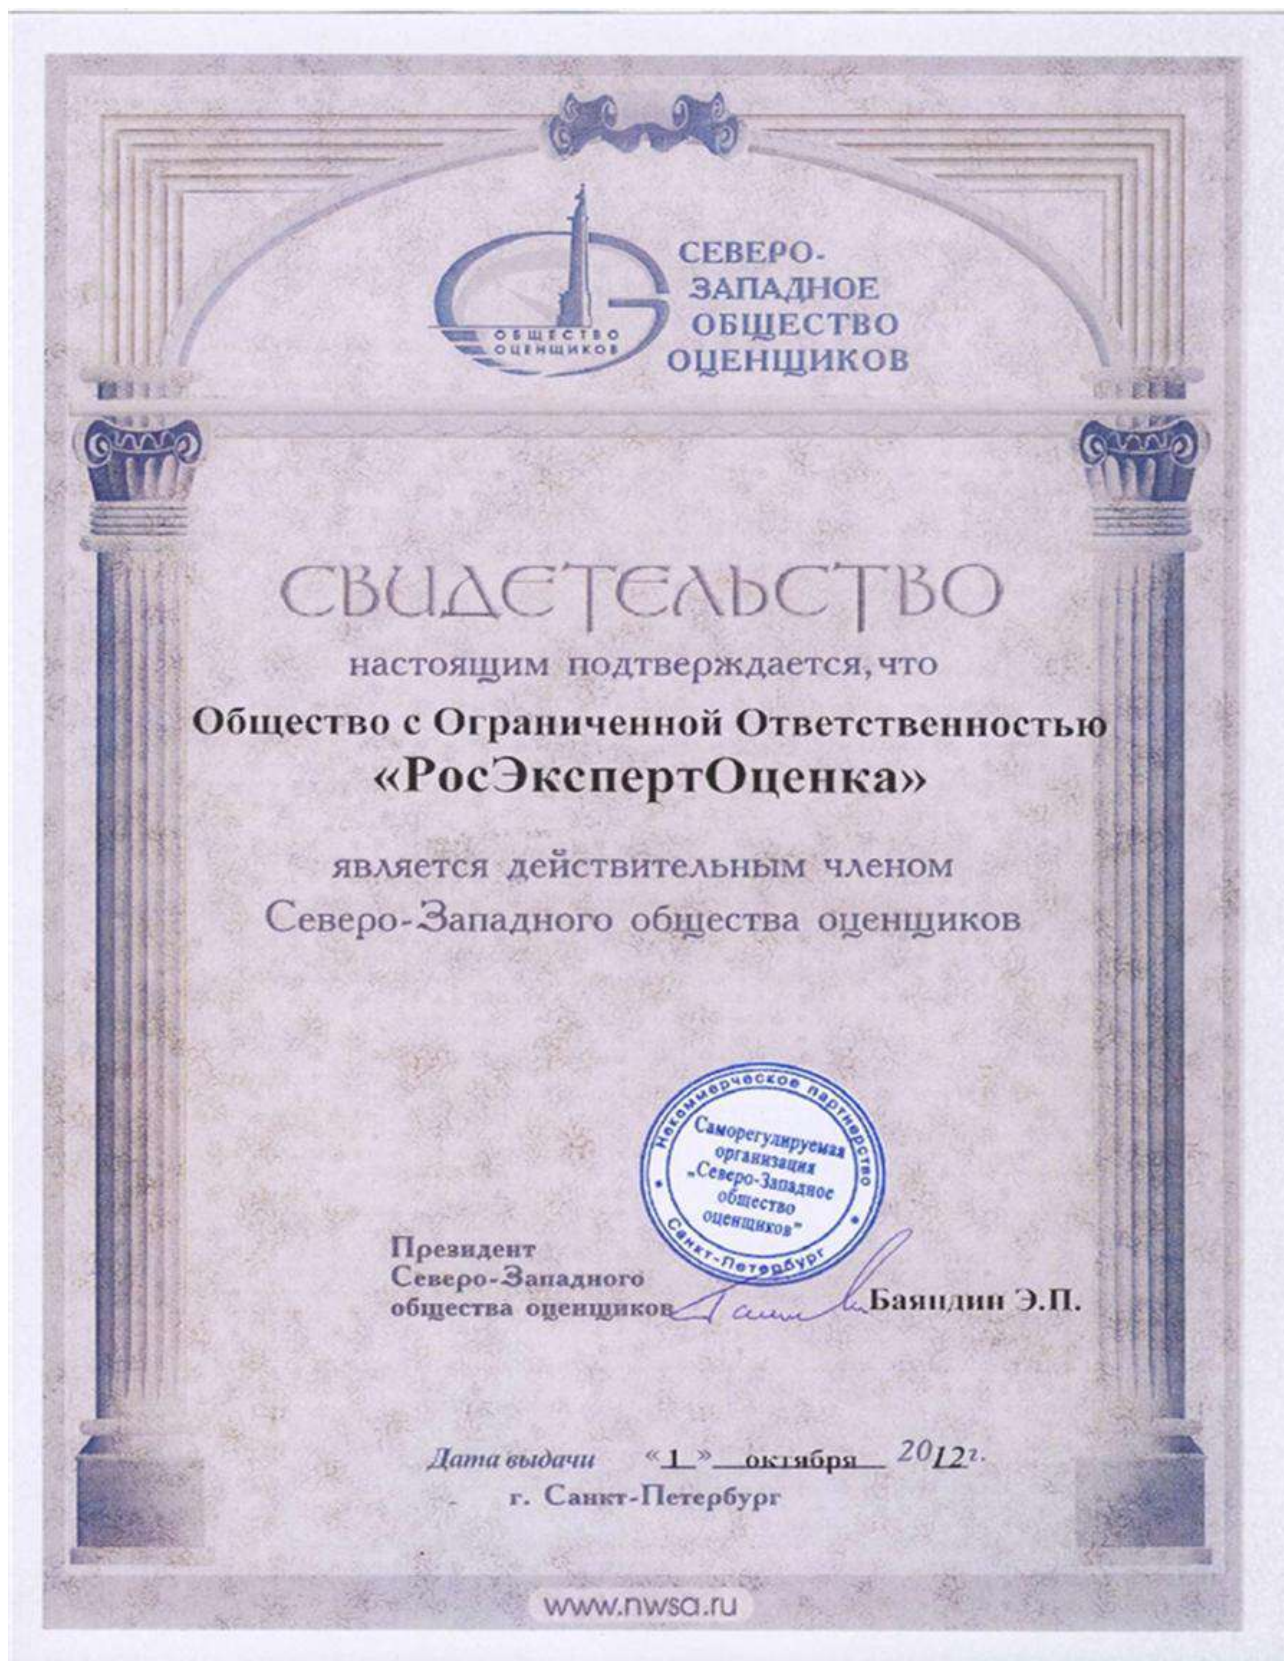 СЕВЕРО-
ЗАПАДНОЕ
ОБЩЕСТВО
ОЦЕНЩИКОВ
ОБЩЕСТВО
ОЦЕНЩИКОВ
СВИДЕТЕЛЬСТВО
настоящим подтверждается, что
Общество с Ограниченной Ответственностью
«РосЭкспертОценка»
является действительным членом
Северо-Западного общества оценщиков
Некоммерческое партнерство
Саморегулируемая
организация
„Северо-Западное
общество
оценщиков"
Санкт-Петербург
Президент
Северо-Западного
общества оценщиков
Баяндин Э.П.
Дата выдачи «1» октября 2012г.
г. Санкт-Петербург
www.nwsa.ru